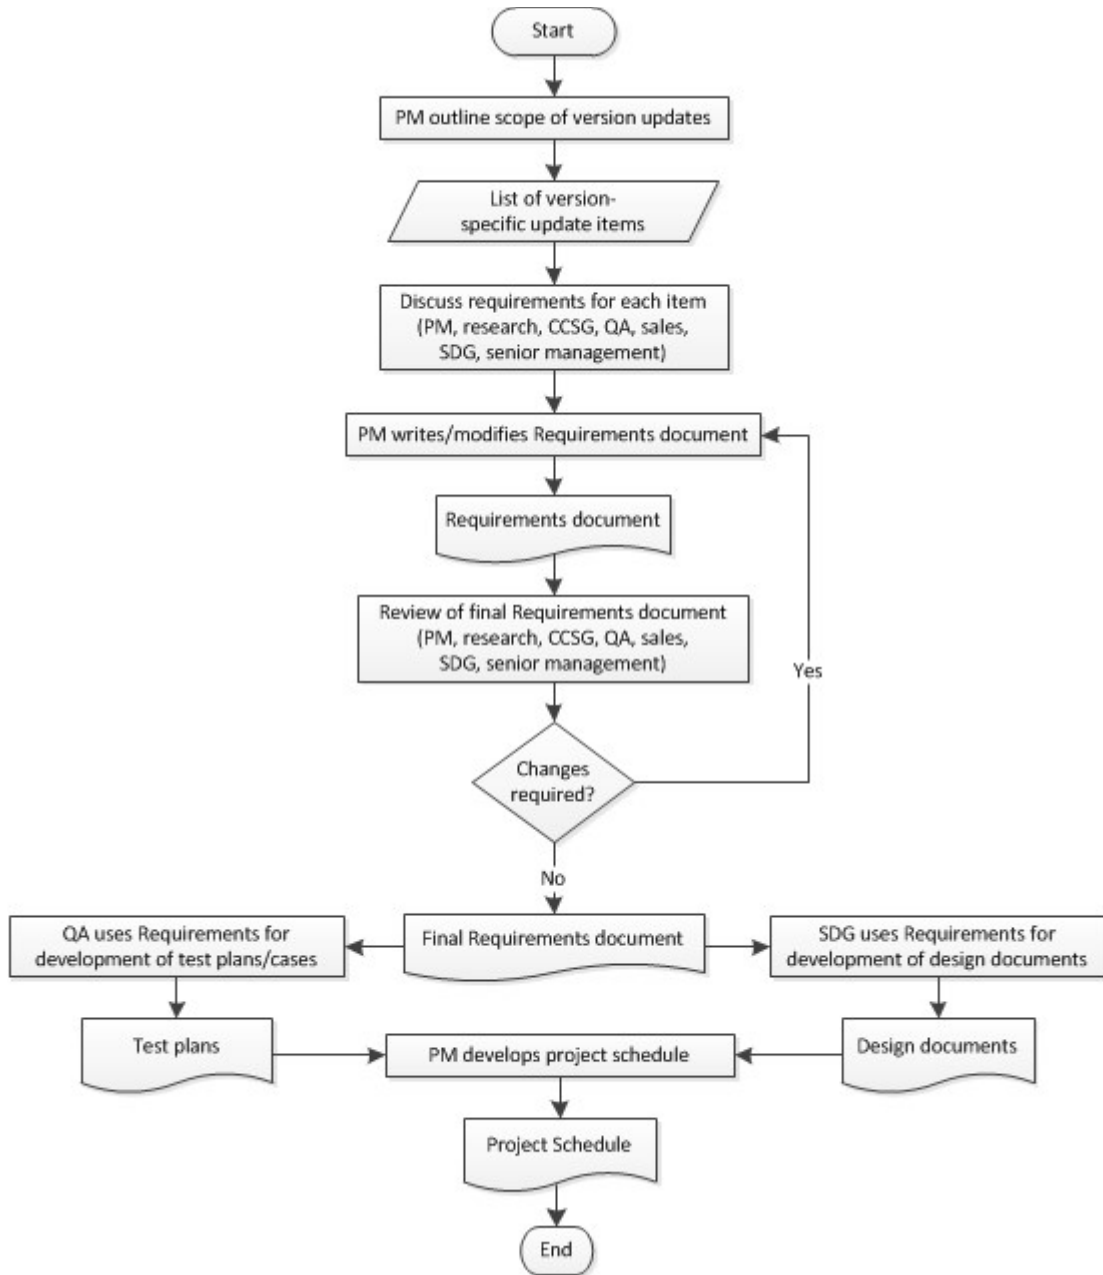 Start
PM outline scope of version updates
List of version-
specific update items
Discuss requirements for each item
(PM, research, CCSG, QA, sales,
SDG, senior management)
PM writes/modifies Requirements document
Requirements document
Review of final Requirements document
(PM, research, CCSG, QA, sales,
SDG, senior management)
Yes
Changes
required?
No
QA uses Requirements for
development of test plans/cases
Final Requirements document
SDG uses Requirements for
development of design documents
Test plans
PM develops project schedule
Design documents
Project Schedule
End